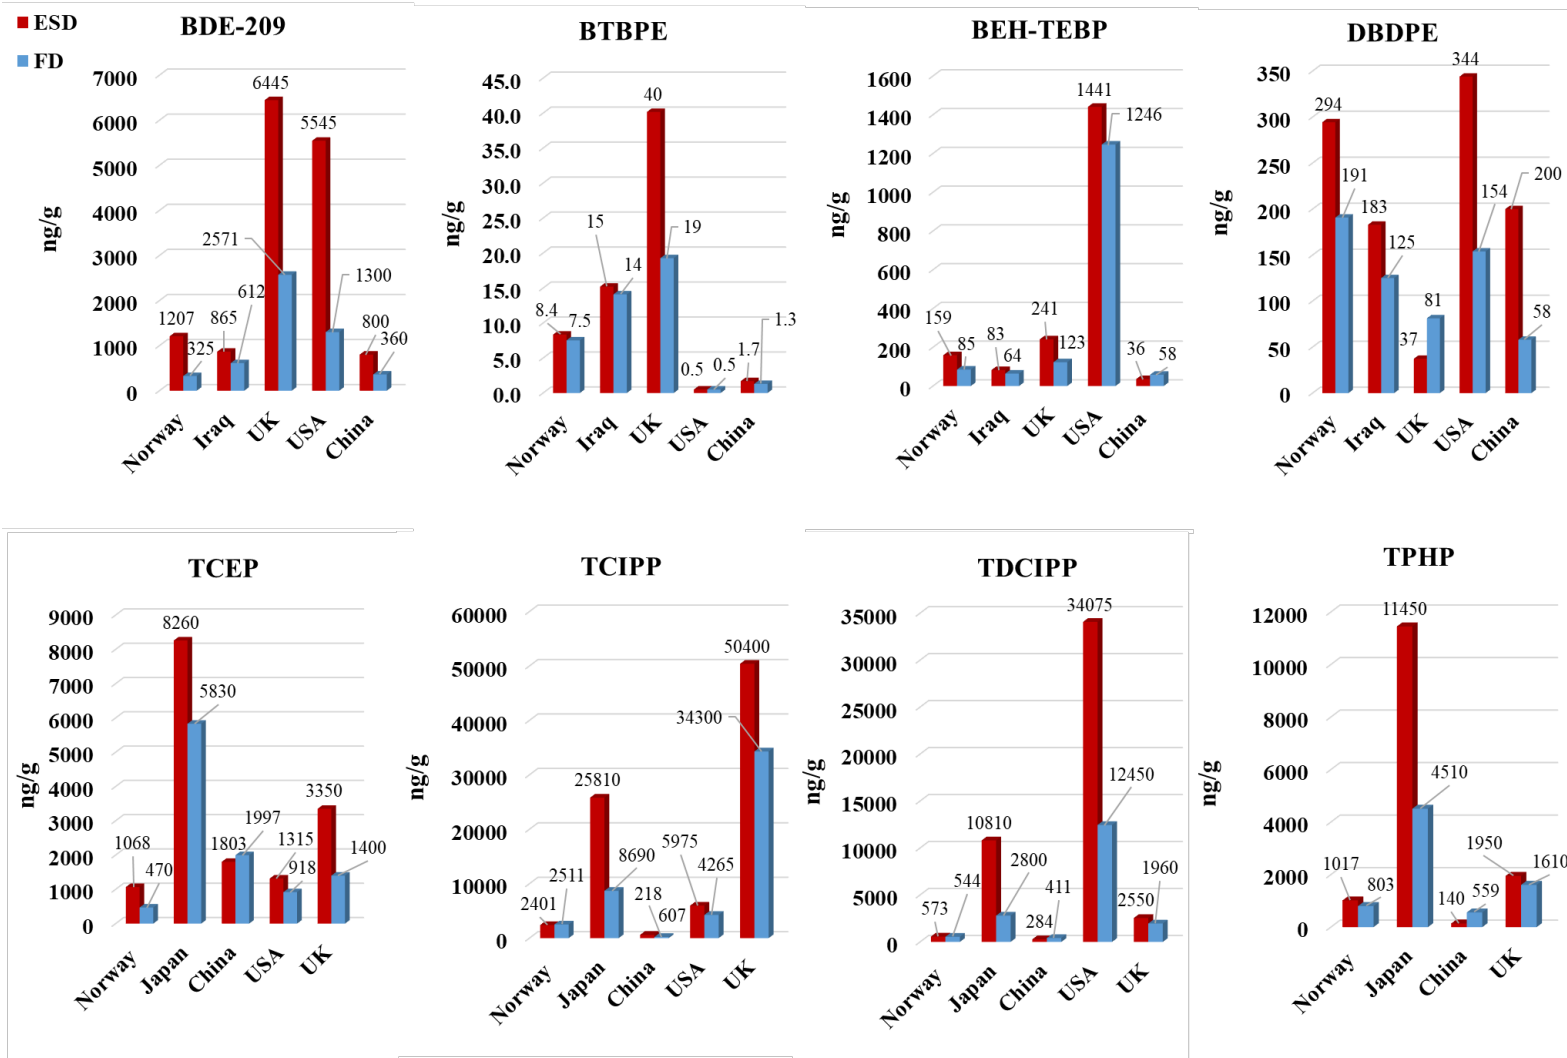 ESD
FD
BDE-209
ng/g
7000
6000
5000
4000
3000
2000
1000
0
1207
325
865
612
6445
2571
5545
1300
800
360
Norway
Iraq
UK
USA
China
BTBPE
ng/g
45.0
40.0
35.0
30.0
25.0
20.0
15.0
10.0
5.0
0.0
8.4
7.5
15
14
40
19
0.5
0.5
1.7
1.3
Norway
Iraq
UK
USA
China
BEH-TEBP
ng/g
1600
1400
1200
1000
800
600
400
200
0
159
85
83
64
241
123
1441
1246
36
58
Norway
Iraq
UK
USA
China
DBDPE
ng/g
350
300
250
200
150
100
50
0
294
191
183
125
37
81
344
154
200
58
Norway
Iraq
UK
USA
China
TCEP
ng/g
9000
8000
7000
6000
5000
4000
3000
2000
1000
0
1068
470
8260
5830
1803
1997
1315
918
3350
1400
Norway
Japan
China
USA
UK
TCIPP
ng/g
60000
50000
40000
30000
20000
10000
0
2401
2511
25810
8690
218
607
5975
4265
50400
34300
Norway
Japan
China
USA
UK
TDCIPP
ng/g
35000
30000
25000
20000
15000
10000
5000
0
573
544
10810
2800
284
411
34075
12450
2550
1960
Norway
Japan
China
USA
UK
TPHP
ng/g
12000
10000
8000
6000
4000
2000
0
1017
803
11450
4510
140
559
1950
1610
Norway
Japan
China
UK